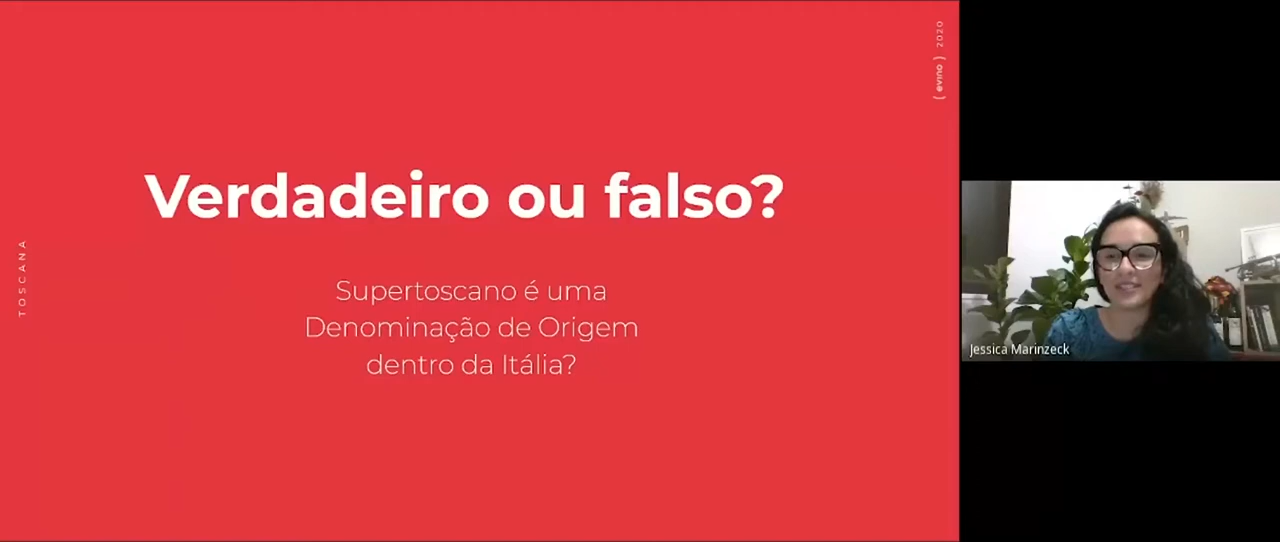 Verdadeiro ou falso?
Supertoscano é uma
Denominação de Origem
dentro da Itália?
TOSCANA
( evino ) 2020
Jessica Marinzeck